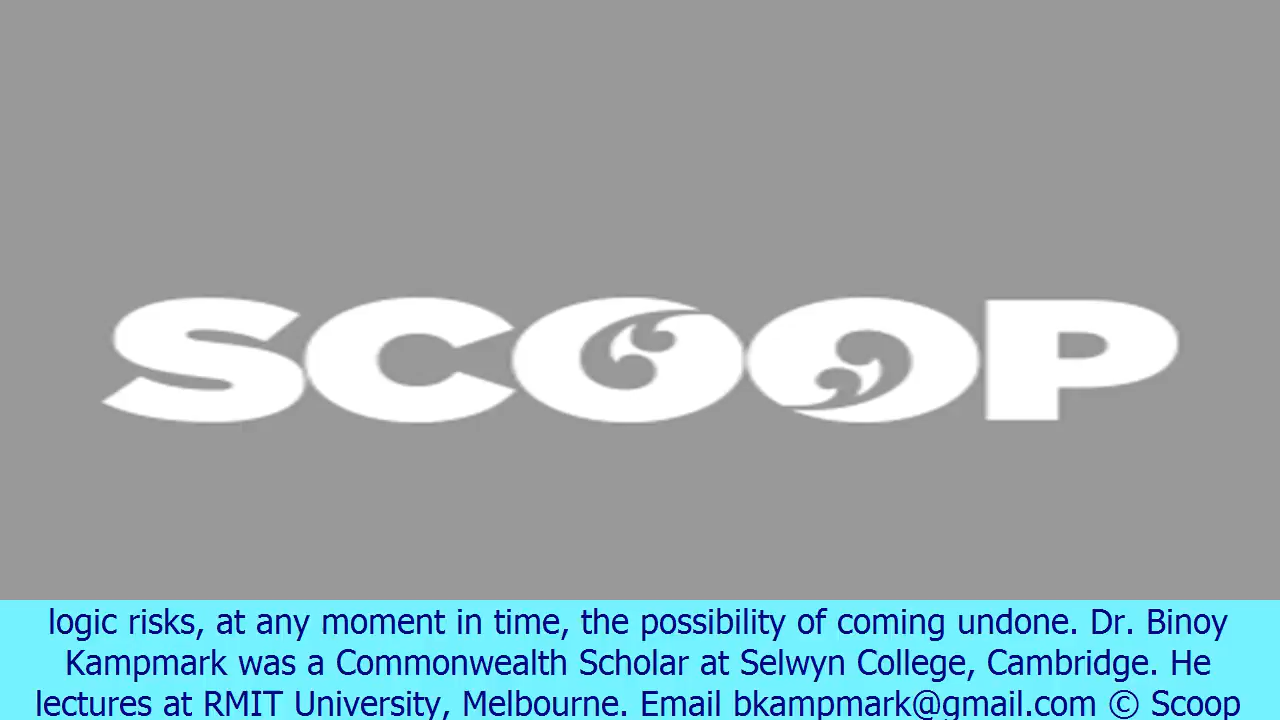 SCOOP
logic risks, at any moment in time, the possibility of coming undone. Dr. Binoy
Kampmark was a Commonwealth Scholar at Selwyn College, Cambridge. He
lectures at RMIT University, Melbourne. Email bkampmark@gmail.com © Scoop